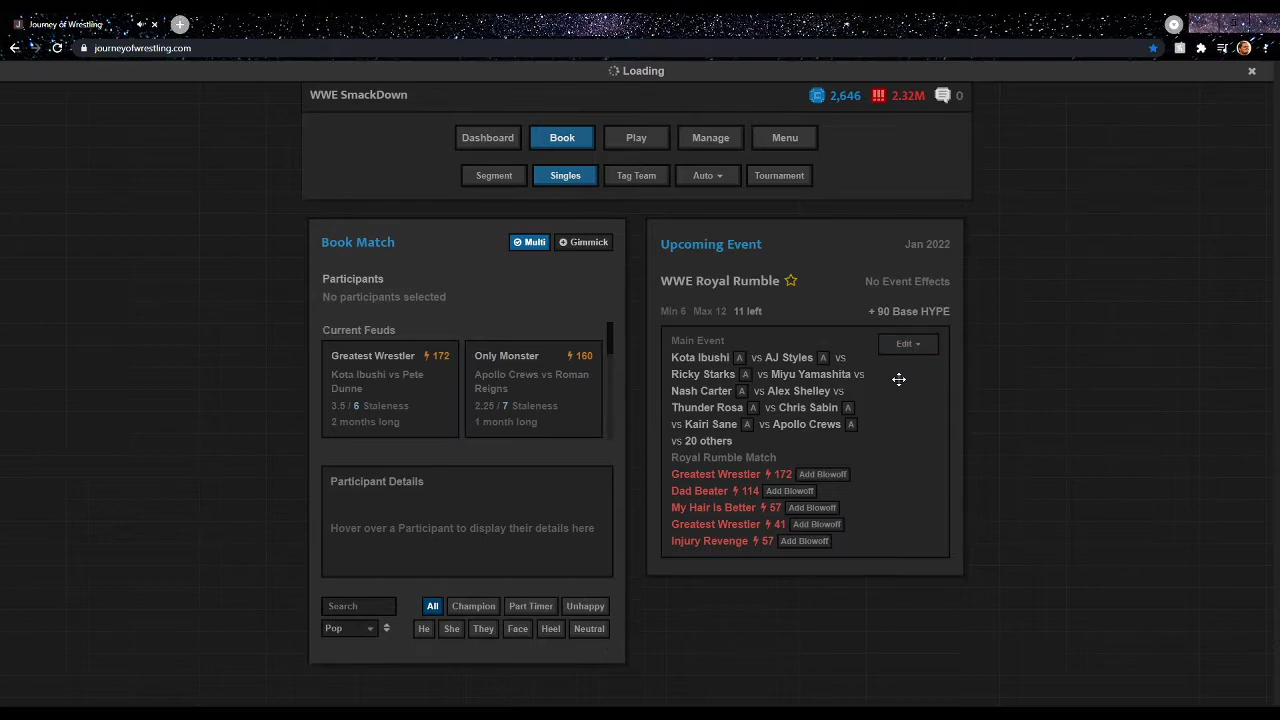 Journey of Wrestling
journeyofwrestling.com
Loading
WWE SmackDown
2,646 2.32M 0
Dashboard Book Play Manage Menu
Segment Singles Tag Team Auto Tournament
Book Match Multi Gimmick
Participants
No participants selected
Current Feuds
Greatest Wrestler 172
Kota Ibushi vs Pete
Dunne
3.5 / 6 Staleness
2 months long
Only Monster 160
Apollo Crews vs Roman
Reigns
2.25 / 7 Staleness
1 month long
Participant Details
Hover over a Participant to display their details here
Search All Champion Part Timer Unhappy
Pop He She They Face Heel Neutral
Upcoming Event Jan 2022
WWE Royal Rumble No Event Effects
Min 6 Max 12 11 left + 90 Base HYPE
Main Event Edit
Kota Ibushi A vs AJ Styles A vs
Ricky Starks A vs Miyu Yamashita vs
Nash Carter A vs Alex Shelley vs
Thunder Rosa A vs Chris Sabin A
vs Kairi Sane A vs Apollo Crews A
vs 20 others
Royal Rumble Match
Greatest Wrestler 172 Add Blowoff
Dad Beater 114 Add Blowoff
My Hair Is Better 57 Add Blowoff
Greatest Wrestler 41 Add Blowoff
Injury Revenge 57 Add Blowoff